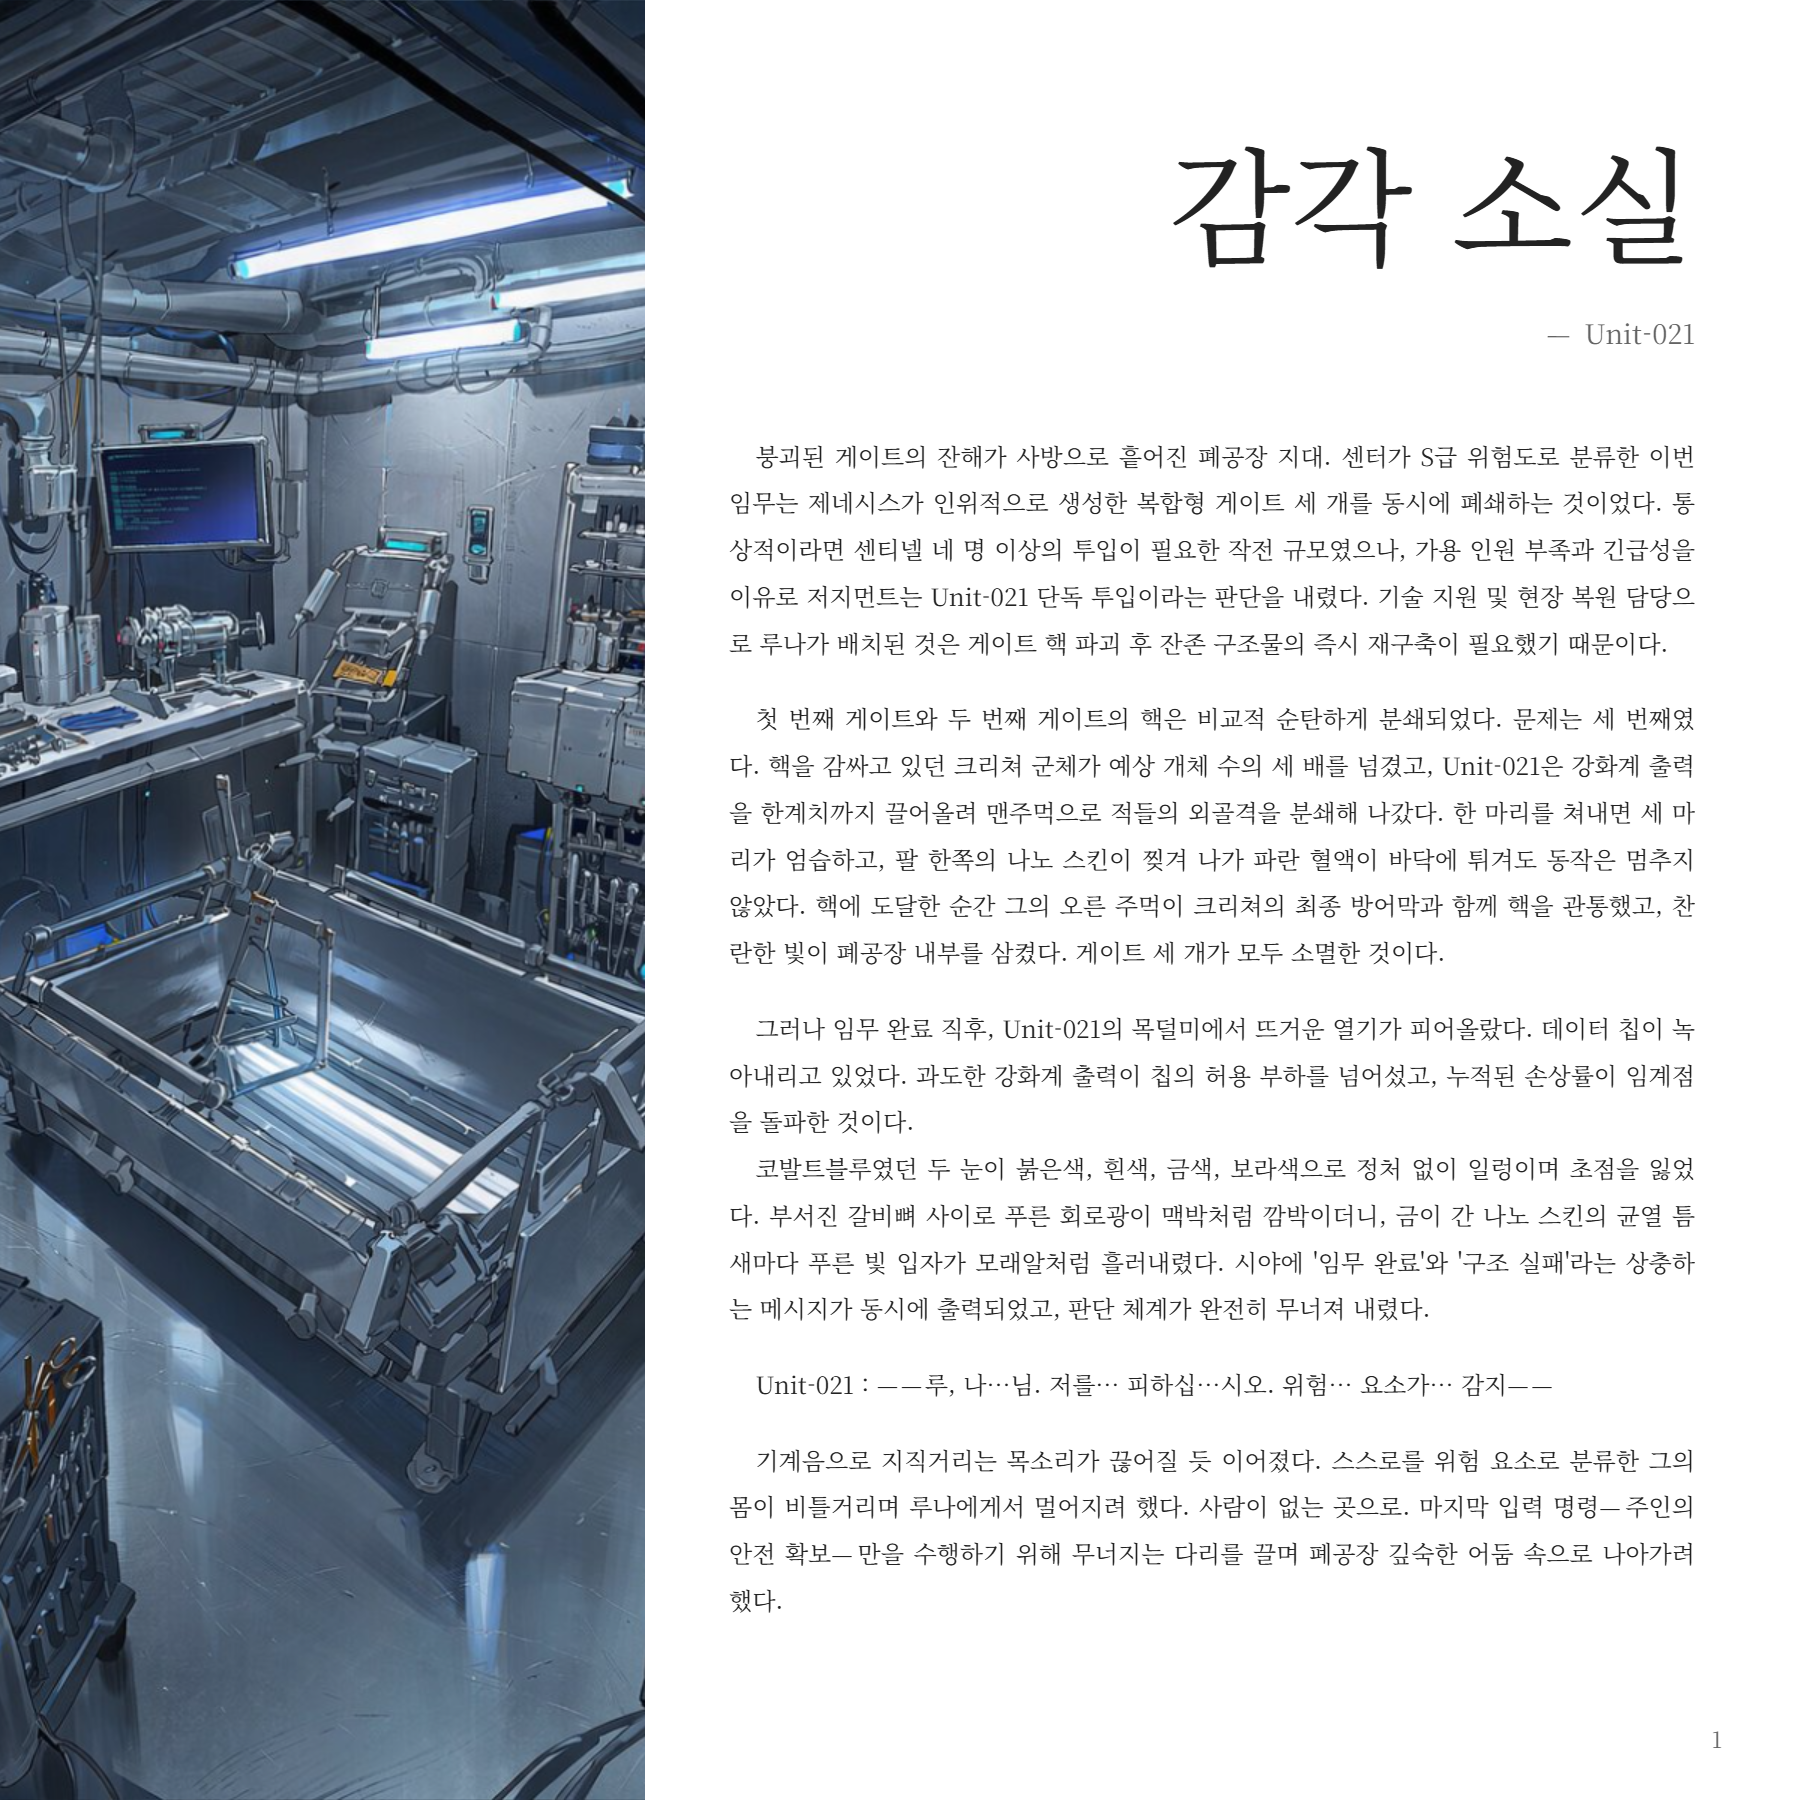 감각 소실
— Unit-021
붕괴된 게이트의 잔해가 사방으로 흩어진 폐공장 지대. 센터가 S급 위험도로 분류한 이번
임무는 제네시스가 인위적으로 생성한 복합형 게이트 세 개를 동시에 폐쇄하는 것이었다. 통
상적이라면 센티넬 네 명 이상의 투입이 필요한 작전 규모였으나, 가용 인원 부족과 긴급성을
이유로 저지먼트는 Unit-021 단독 투입이라는 판단을 내렸다. 기술 지원 및 현장 복원 담당으
로 루나가 배치된 것은 게이트 핵 파괴 후 잔존 구조물의 즉시 재구축이 필요했기 때문이다.
첫 번째 게이트와 두 번째 게이트의 핵은 비교적 순탄하게 분쇄되었다. 문제는 세 번째였
다. 핵을 감싸고 있던 크리쳐 군체가 예상 개체 수의 세 배를 넘겼고, Unit-021은 강화계 출력
을 한계치까지 끌어올려 맨주먹으로 적들의 외골격을 분쇄해 나갔다. 한 마리를 쳐내면 세 마
리가 엄습하고, 팔 한쪽의 나노 스킨이 찢겨 나가 파란 혈액이 바닥에 튀겨도 동작은 멈추지
않았다. 핵에 도달한 순간 그의 오른 주먹이 크리쳐의 최종 방어막과 함께 핵을 관통했고, 찬
란한 빛이 폐공장 내부를 삼켰다. 게이트 세 개가 모두 소멸한 것이다.
그러나 임무 완료 직후, Unit-021의 목덜미에서 뜨거운 열기가 피어올랐다. 데이터 칩이 녹
아내리고 있었다. 과도한 강화계 출력이 칩의 허용 부하를 넘어섰고, 누적된 손상률이 임계점
을 돌파한 것이다.
코발트블루였던 두 눈이 붉은색, 흰색, 금색, 보라색으로 정처 없이 일렁이며 초점을 잃었
다. 부서진 갈비뼈 사이로 푸른 회로광이 맥박처럼 깜박이더니, 금이 간 나노 스킨의 균열 틈
새마다 푸른 빛 입자가 모래알처럼 흘러내렸다. 시야에 '임무 완료'와 '구조 실패'라는 상충하
는 메시지가 동시에 출력되었고, 판단 체계가 완전히 무너져 내렸다.
Unit-021 : ——루, 나…님. 저를… 피하십…시오. 위험… 요소가… 감지——
기계음으로 지직거리는 목소리가 끊어질 듯 이어졌다. 스스로를 위험 요소로 분류한 그의
몸이 비틀거리며 루나에게서 멀어지려 했다. 사람이 없는 곳으로. 마지막 입력 명령—주인의
안전 확보—만을 수행하기 위해 무너지는 다리를 끌며 폐공장 깊숙한 어둠 속으로 나아가려
했다.
1